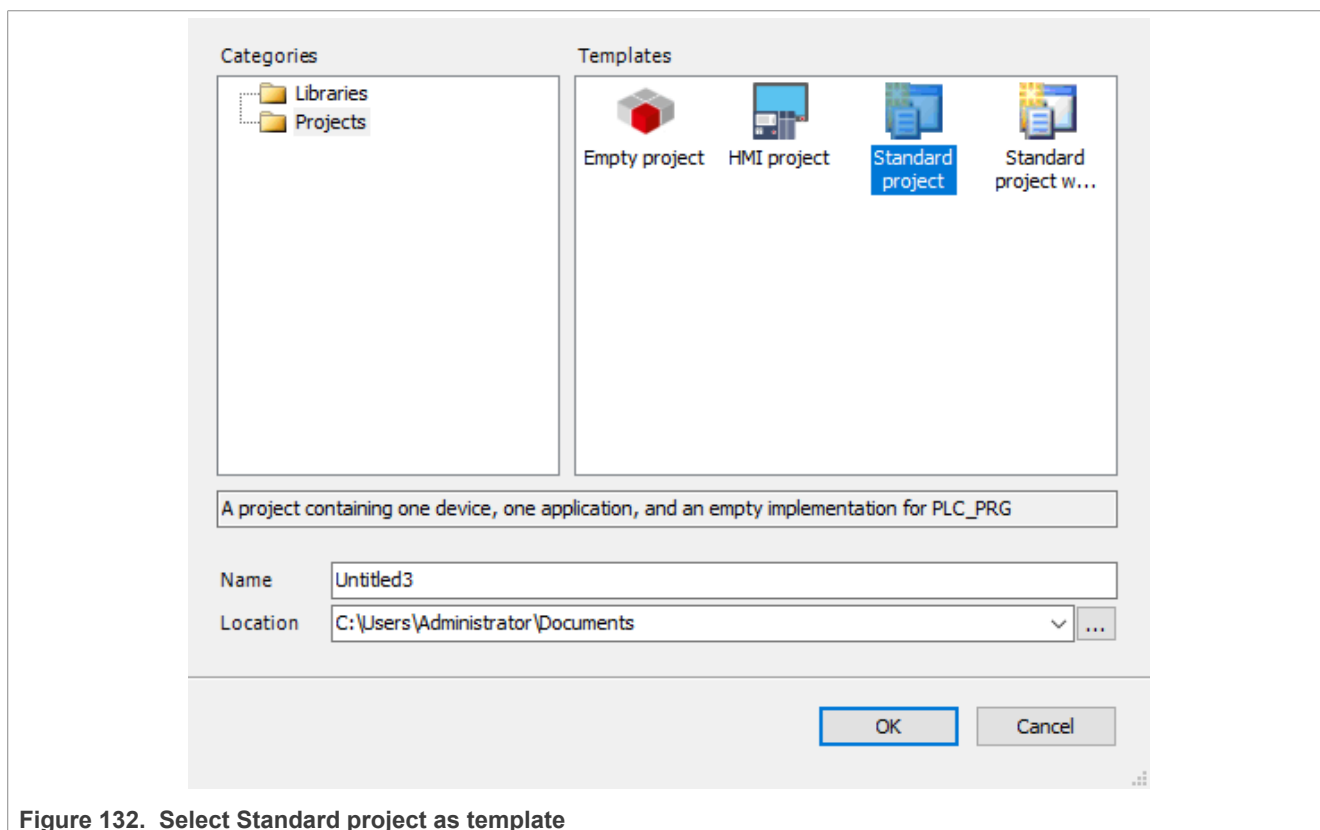 Categories
Templates
Libraries
Projects
Empty project
HMI project
Standard
project
Standard
project w...
A project containing one device, one application, and an empty implementation for PLC_PRG
Name
Untitled3
Location
C:\Users\Administrator\Documents
...
OK
Cancel
Figure 132. Select Standard project as template